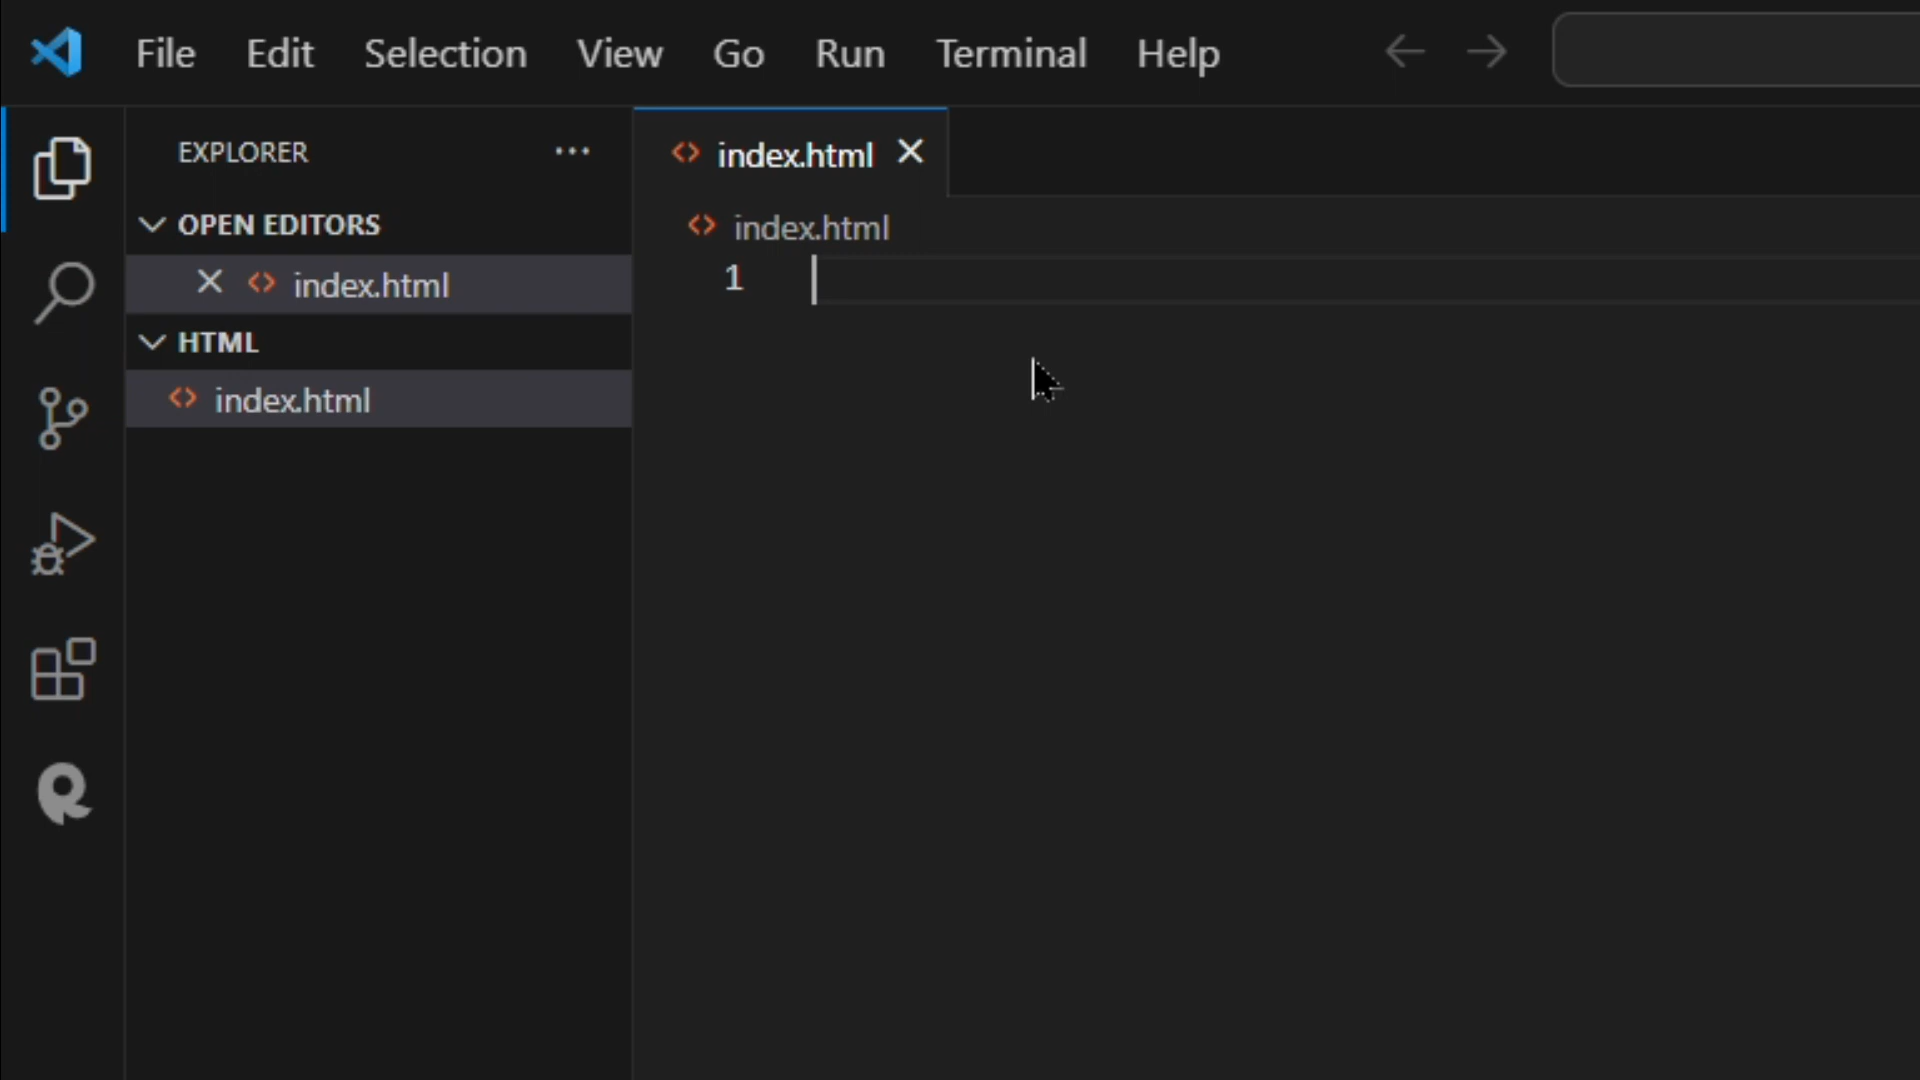 File Edit Selection View Go Run Terminal Help
EXPLORER
OPEN EDITORS
index.html
HTML
index.html
index.html
index.html
1